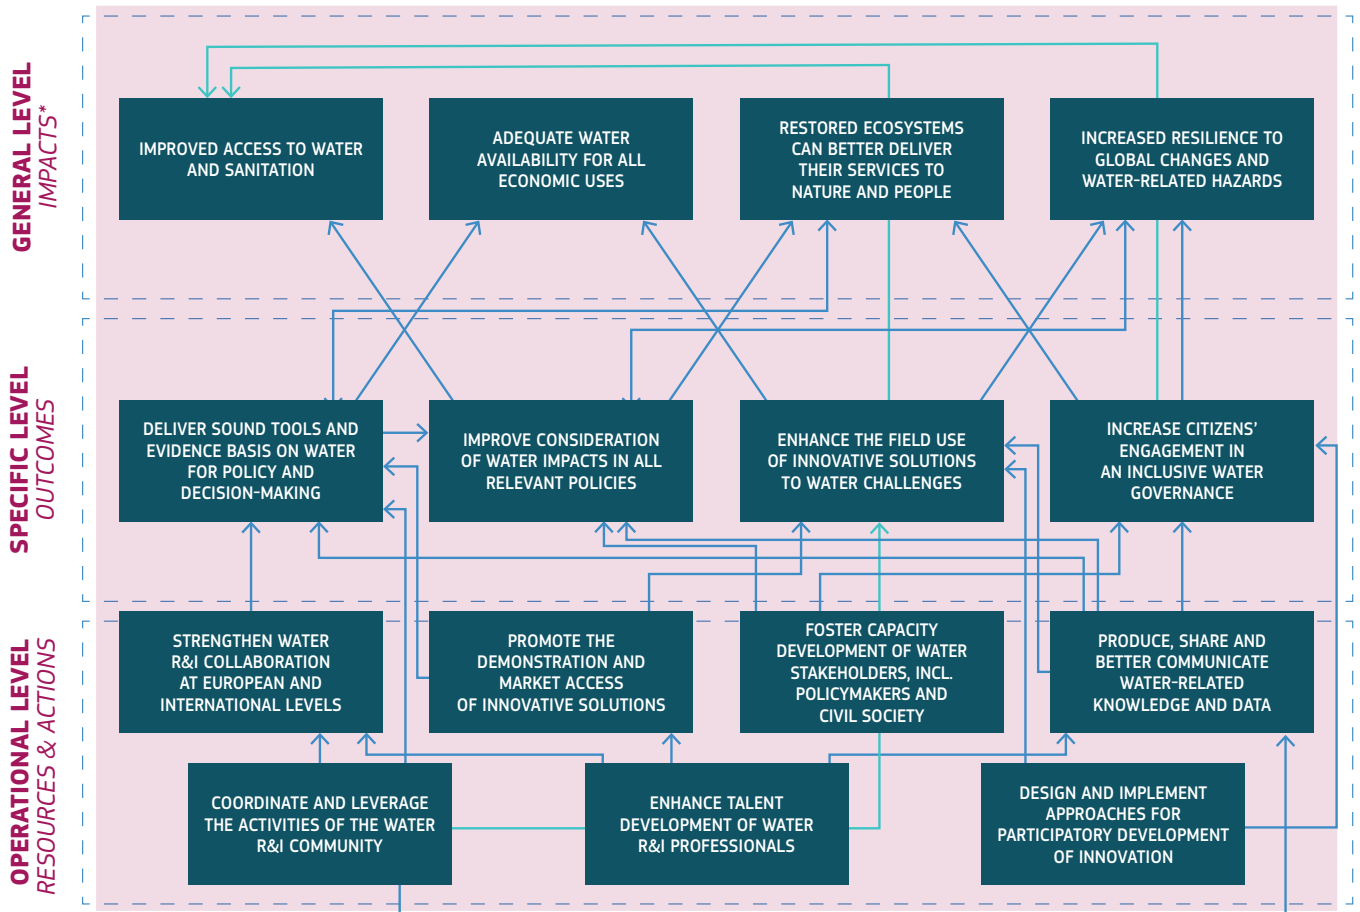 GENERAL LEVEL
IMPACTS*
IMPROVED ACCESS TO WATER
AND SANITATION
ADEQUATE WATER
AVAILABILITY FOR ALL
ECONOMIC USES
RESTORED ECOSYSTEMS
CAN BETTER DELIVER
THEIR SERVICES TO
NATURE AND PEOPLE
INCREASED RESILIENCE TO
GLOBAL CHANGES AND
WATER-RELATED HAZARDS
SPECIFIC LEVEL
OUTCOMES
DELIVER SOUND TOOLS AND
EVIDENCE BASIS ON WATER
FOR POLICY AND
DECISION-MAKING
IMPROVE CONSIDERATION
OF WATER IMPACTS IN ALL
RELEVANT POLICIES
ENHANCE THE FIELD USE
OF INNOVATIVE SOLUTIONS
TO WATER CHALLENGES
INCREASE CITIZENS’
ENGAGEMENT IN
AN INCLUSIVE WATER
GOVERNANCE
OPERATIONAL LEVEL
RESOURCES & ACTIONS
STRENGTHEN WATER
R&I COLLABORATION
AT EUROPEAN AND
INTERNATIONAL LEVELS
PROMOTE THE
DEMONSTRATION AND
MARKET ACCESS
OF INNOVATIVE SOLUTIONS
FOSTER CAPACITY
DEVELOPMENT OF WATER
STAKEHOLDERS, INCL.
POLICYMAKERS AND
CIVIL SOCIETY
PRODUCE, SHARE AND
BETTER COMMUNICATE
WATER-RELATED
KNOWLEDGE AND DATA
COORDINATE AND LEVERAGE
THE ACTIVITIES OF THE WATER
R&I COMMUNITY
ENHANCE TALENT
DEVELOPMENT OF WATER
R&I PROFESSIONALS
DESIGN AND IMPLEMENT
APPROACHES FOR
PARTICIPATORY DEVELOPMENT
OF INNOVATION